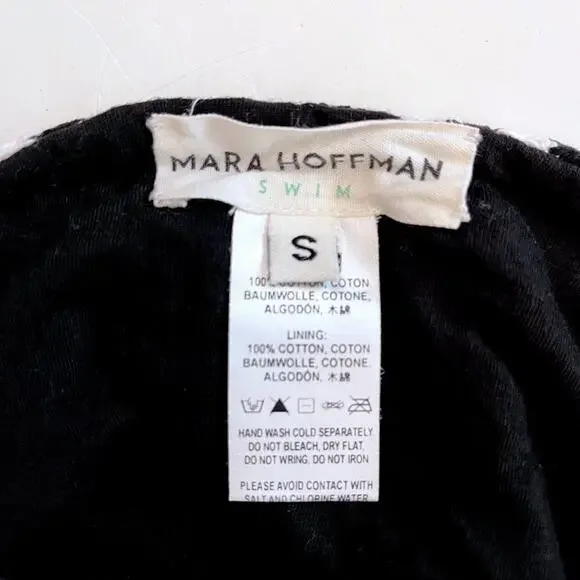 MARA HOFFMAN
SWIM
S
100% COTTON, COTON
BAUMWOLLE, COTONE,
ALGODÓN, 木綿
LINING:
100% COTTON, COTON
BAUMWOLLE, COTONE.
ALGODÓN, 木綿
HAND WASH COLD SEPARATELY
DO NOT BLEACH, DRY FLAT,
DO NOT WRING, DO NOT IRON
PLEASE AVOID CONTACT WITH
SALT AND CHLORINE WATER